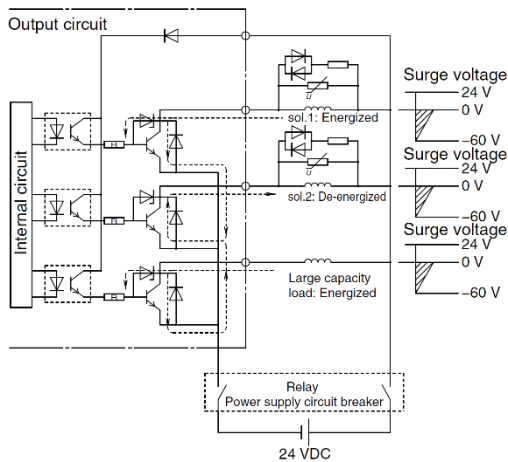 Output circuit
Internal circuit
sol.1: Energized
sol.2: De-energized
Large capacity
load: Energized
Surge voltage
24 V
0 V
–60 V
Surge voltage
24 V
0 V
–60 V
Surge voltage
24 V
0 V
–60 V
Relay
Power supply circuit breaker
24 VDC